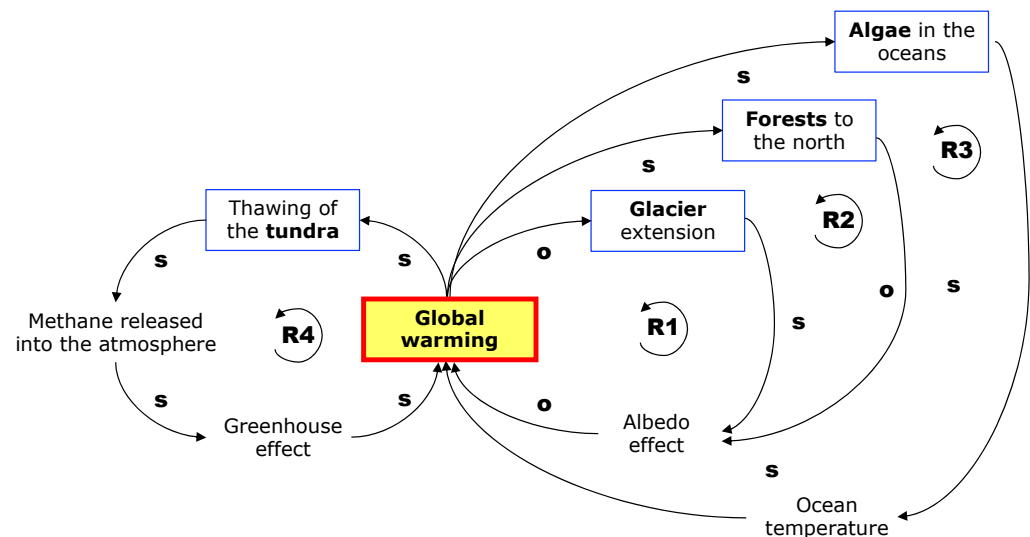 Algae in the
oceans
s
Forests to
the north
R3
s
Thawing of
the tundra
Glacier
extension
R2
s
s
o
s
o
Methane released
into the atmosphere
R4
Global
warming
R1
s
s
s
o
Greenhouse
effect
Albedo
effect
s
Ocean
temperature